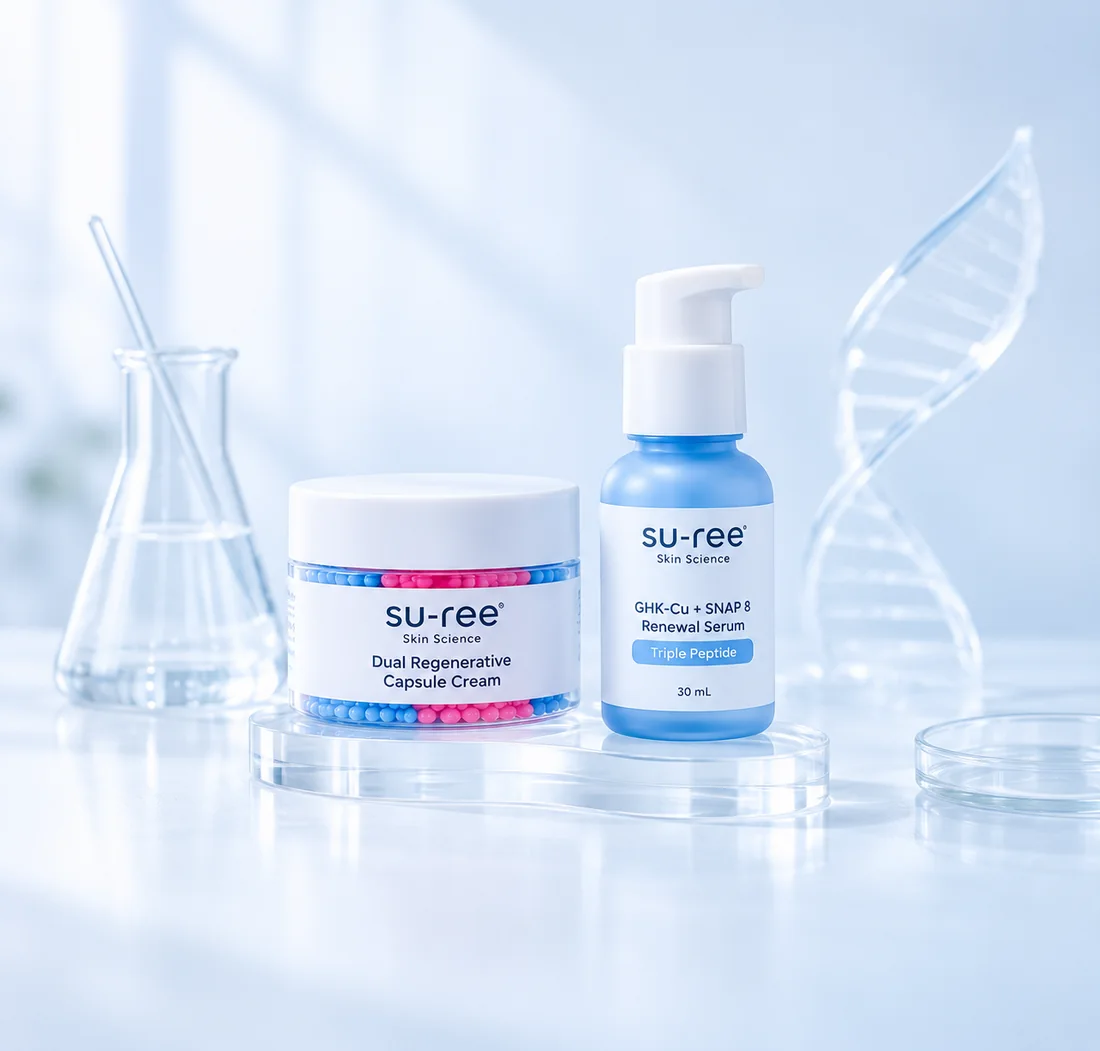 su-ree®
Skin Science
Dual Regenerative
Capsule Cream
su-ree®
Skin Science
GHK-Cu + SNAP 8
Renewal Serum
Triple Peptide
30 mL